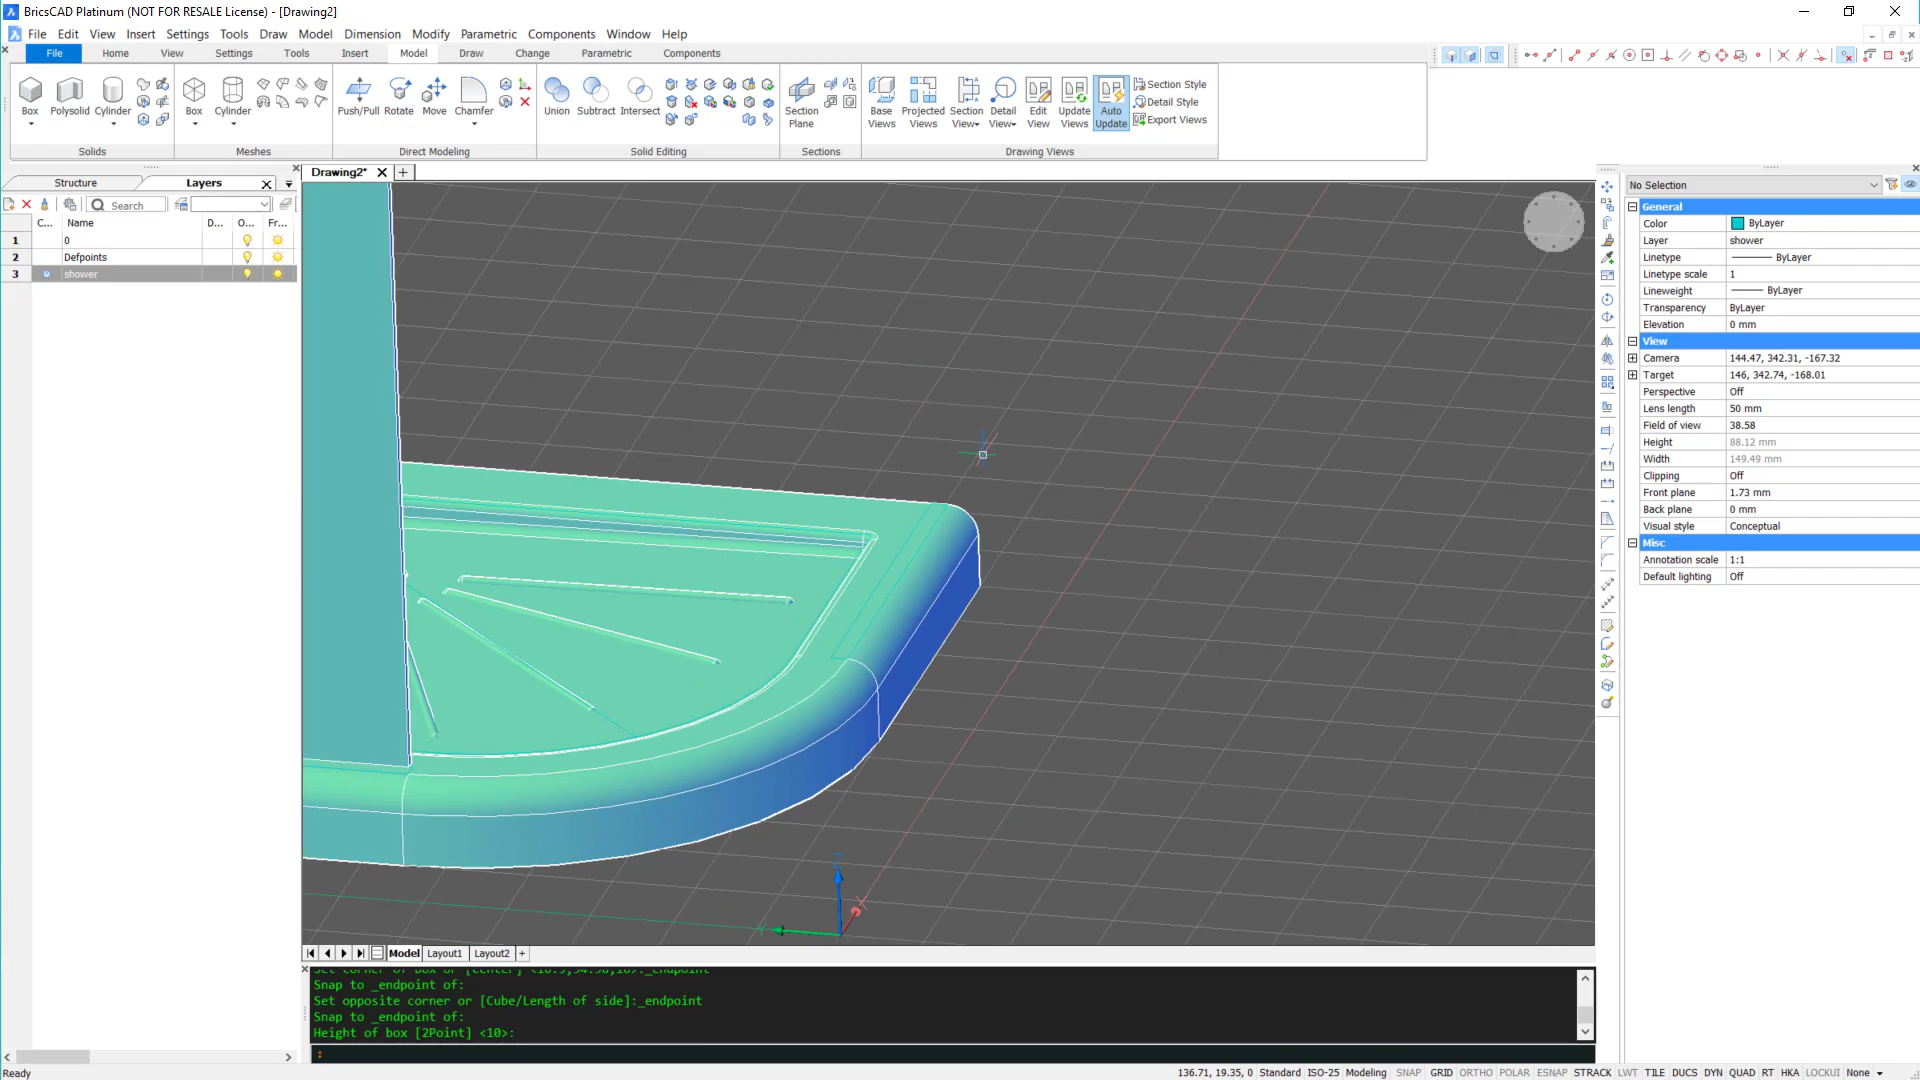 BricsCAD Platinum (NOT FOR RESALE License) - [Drawing2]
File Edit View Insert Settings Tools Draw Model Dimension Modify Parametric Components Window Help
File Home View Settings Tools Insert Model Draw Change Parametric Components
Box Polysolid Cylinder Box Cylinder Push/Pull Rotate Move Chamfer Union Subtract Intersect Section Plane Base Views Projected Views Section View Detail View Edit View Update Views Auto Update Section Style
Detail Style
Export Views
Solids Meshes Direct Modeling Solid Editing Sections Drawing Views
Structure Layers
Drawing2*
Search
C... Name D... O... Fr...
1 0
2 Defpoints
3 shower
No Selection
General
Color ByLayer
Layer shower
Linetype ByLayer
Linetype scale 1
Lineweight ByLayer
Transparency ByLayer
Elevation 0 mm
View
Camera 144.47, 342.31, -167.32
Target 146, 342.74, -168.01
Perspective Off
Lens length 50 mm
Field of view 38.58
Height 88.12 mm
Width 149.49 mm
Clipping Off
Front plane 1.73 mm
Back plane 0 mm
Visual style Conceptual
Misc
Annotation scale 1:1
Default lighting Off
Z
X
Y
Model Layout1 Layout2 +
Snap to _endpoint of:
Set opposite corner or [Cube/Length of side]:_endpoint
Snap to _endpoint of:
Height of box [2Point] <10>:
:
Ready
136.71, 19.35, 0 Standard ISO-25 Modeling SNAP GRID ORTHO POLAR ESNAP STRACK LWT TILE DUCS DYN QUAD RT HKA LOCKUI None